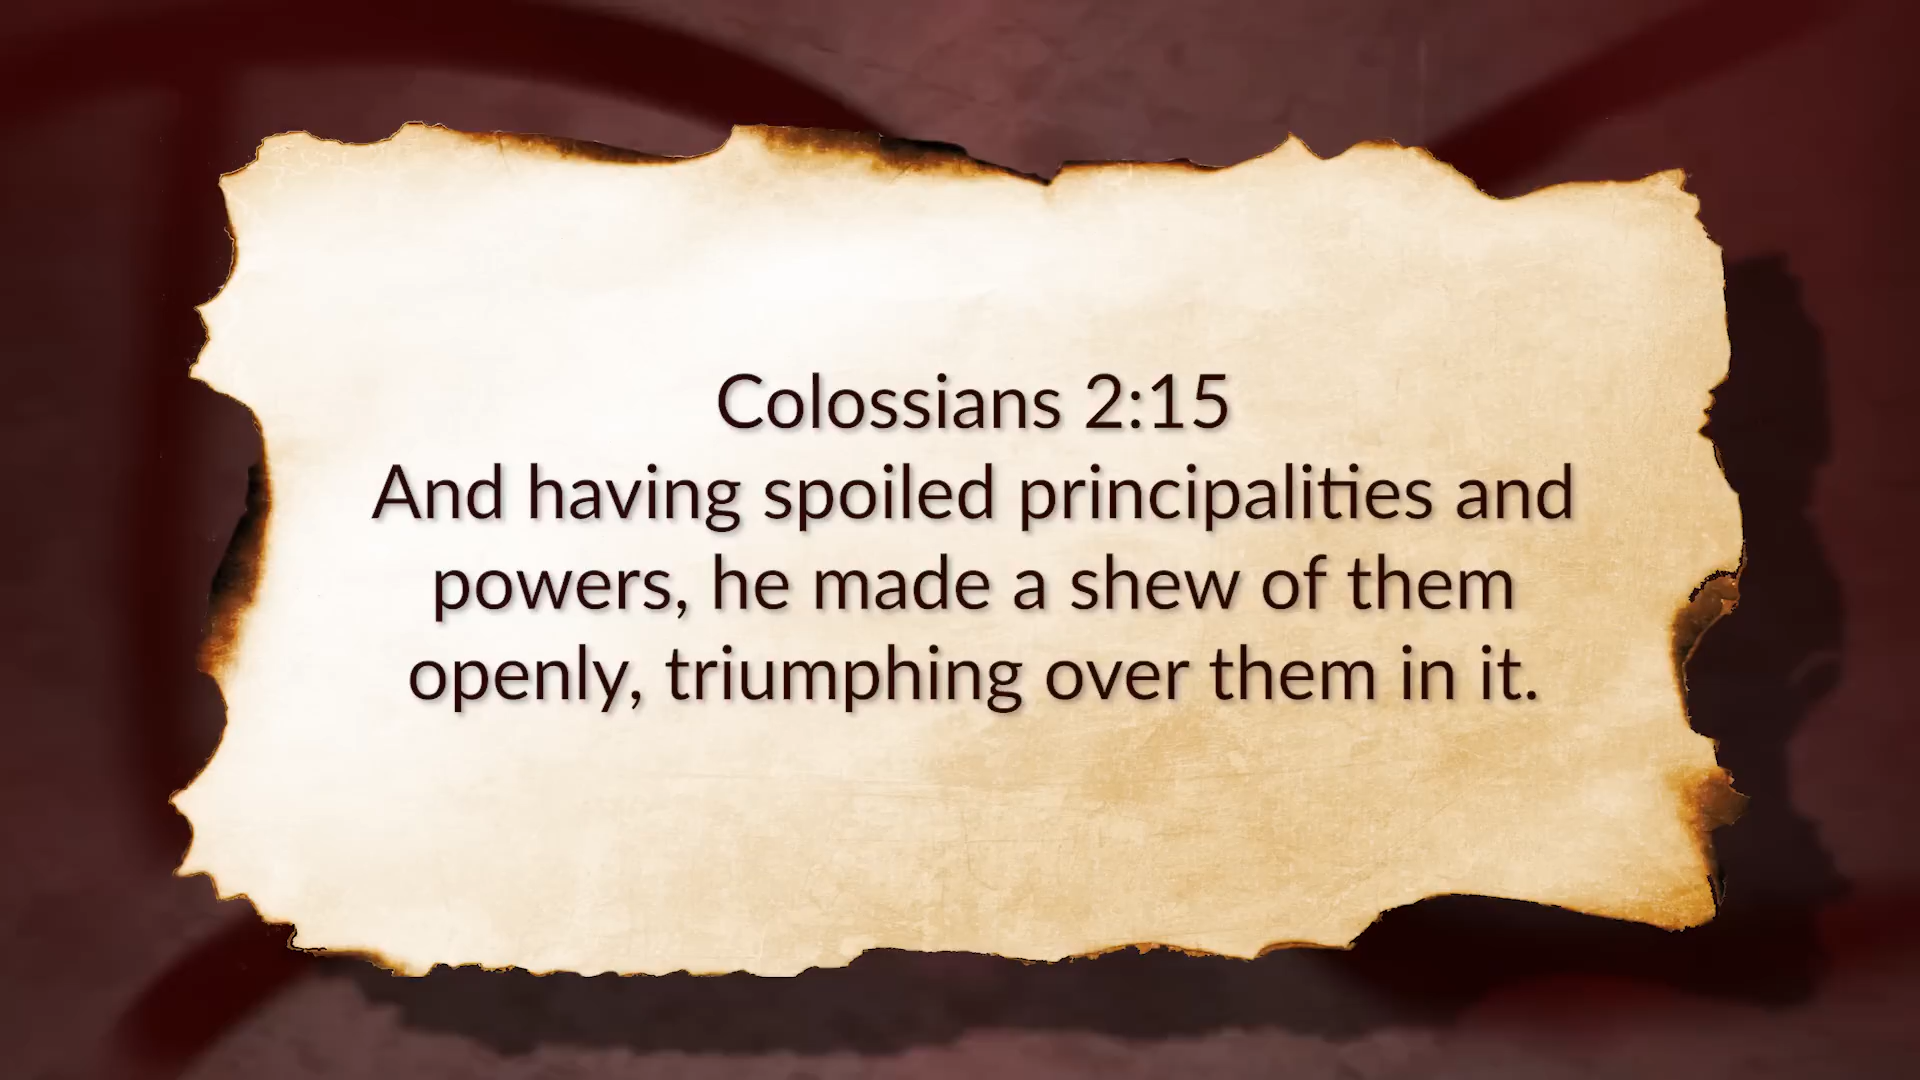 Colossians 2:15
And having spoiled principalities and
powers, he made a shew of them
openly, triumphing over them in it.